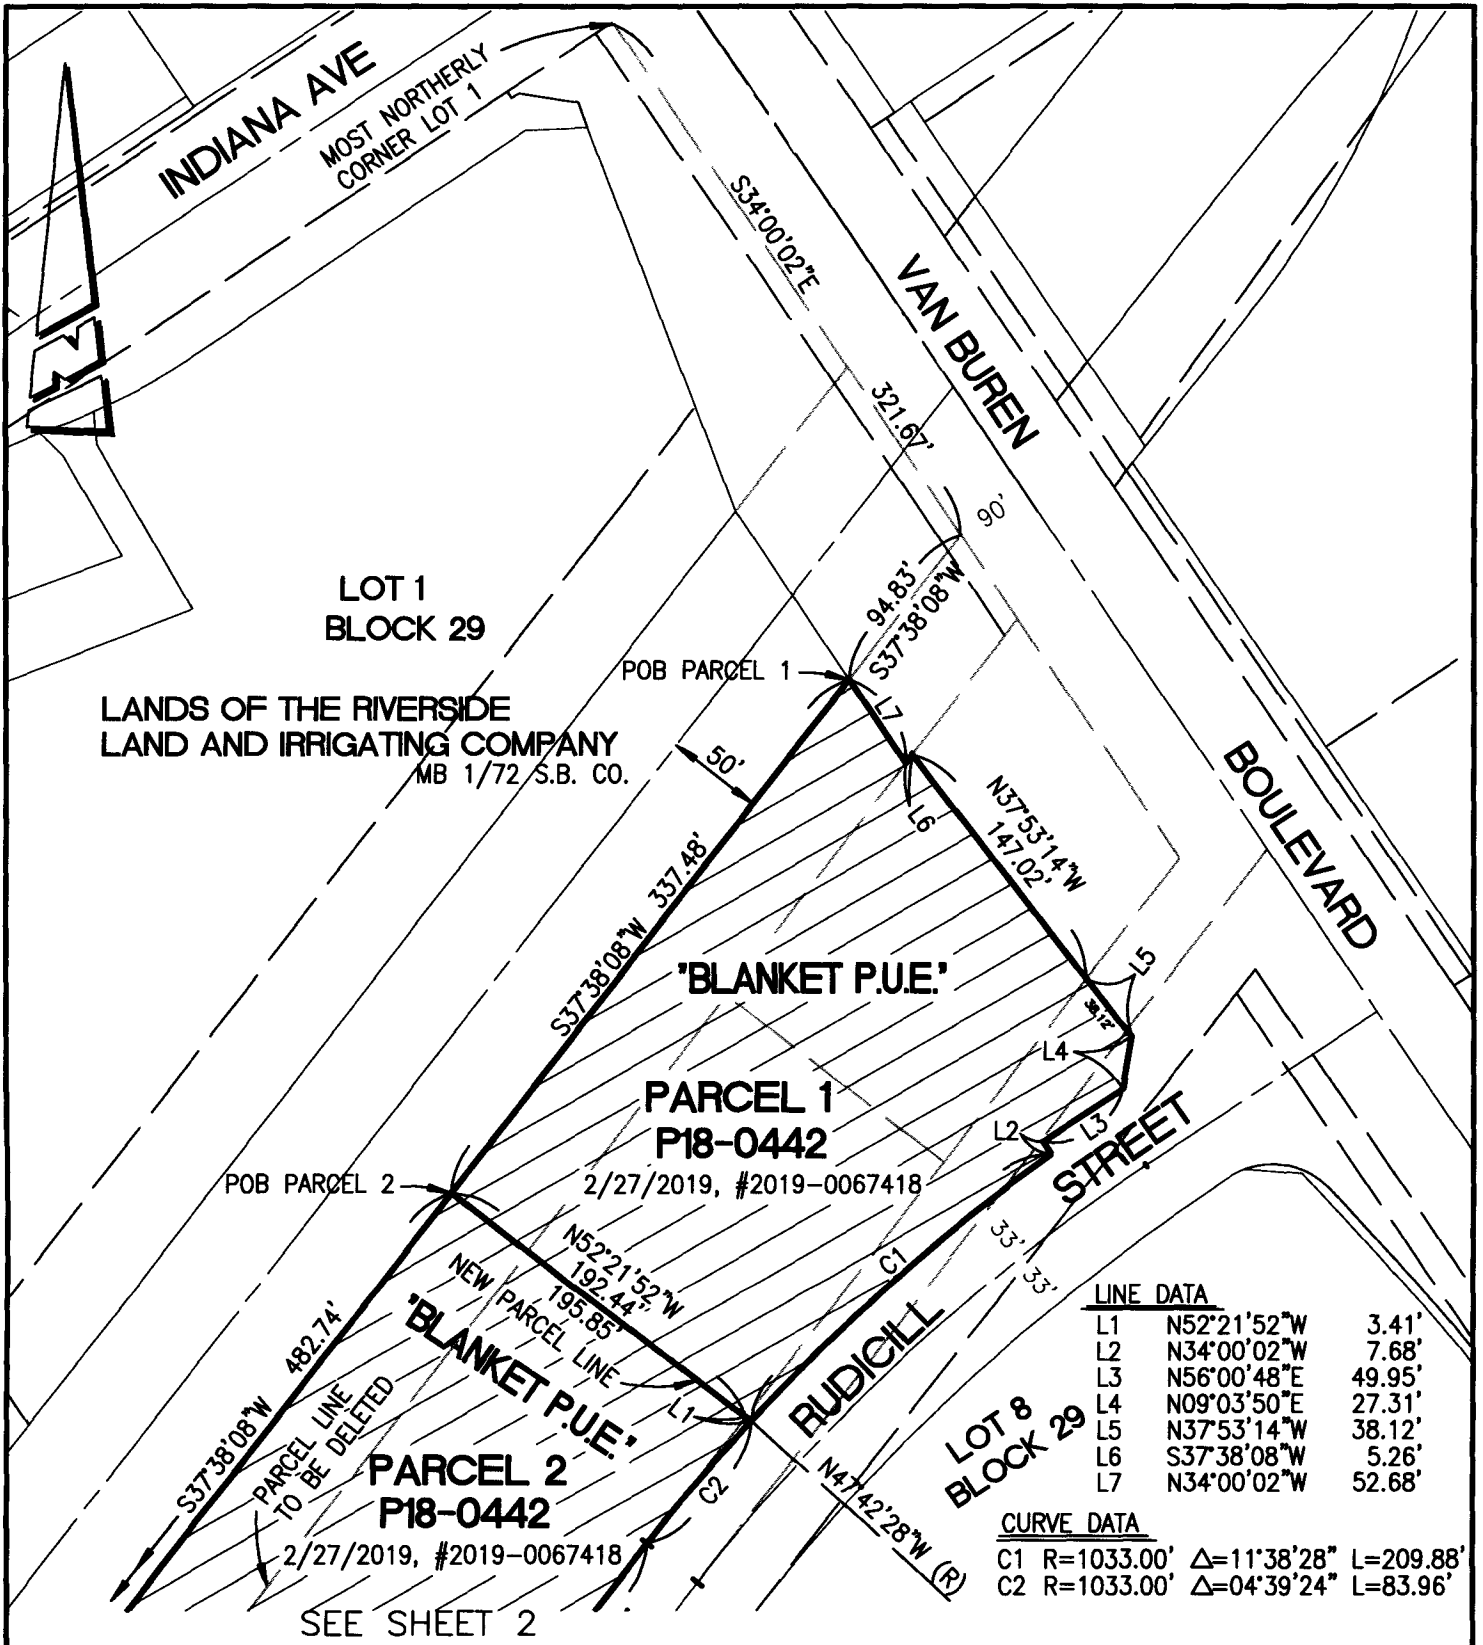 INDIANA AVE
MOST NORTHERLY
CORNER LOT 1
N
S34°00'02"E
321.67'
VAN BUREN
BOULEVARD
90'
94.83'
S37°38'08"W
LOT 1
BLOCK 29
LANDS OF THE RIVERSIDE
LAND AND IRRIGATING COMPANY
MB 1/72 S.B. CO.
POB PARCEL 1
L7
50'
L6
N37°53'14"W
147.02'
S37°38'08"W 337.48'
"BLANKET P.U.E."
L5
38.12'
L4
PARCEL 1
P18-0442
2/27/2019, #2019-0067418
L2
L3
RUDICILL STREET
POB PARCEL 2
C1
33'
33'
N52°21'52"W
192.44'
195.85'
NEW PARCEL LINE
"BLANKET P.U.E."
L1
S37°38'08"W 482.74'
PARCEL LINE
TO BE DELETED
PARCEL 2
P18-0442
2/27/2019, #2019-0067418
C2
N47°42'28"W (R)
LOT 8
BLOCK 29
SEE SHEET 2
LINE DATA
L1 N52°21'52"W 3.41'
L2 N34°00'02"W 7.68'
L3 N56°00'48"E 49.95'
L4 N09°03'50"E 27.31'
L5 N37°53'14"W 38.12'
L6 S37°38'08"W 5.26'
L7 N34°00'02"W 52.68'
CURVE DATA
C1 R=1033.00' Δ=11°38'28" L=209.88'
C2 R=1033.00' Δ=04°39'24" L=83.96'